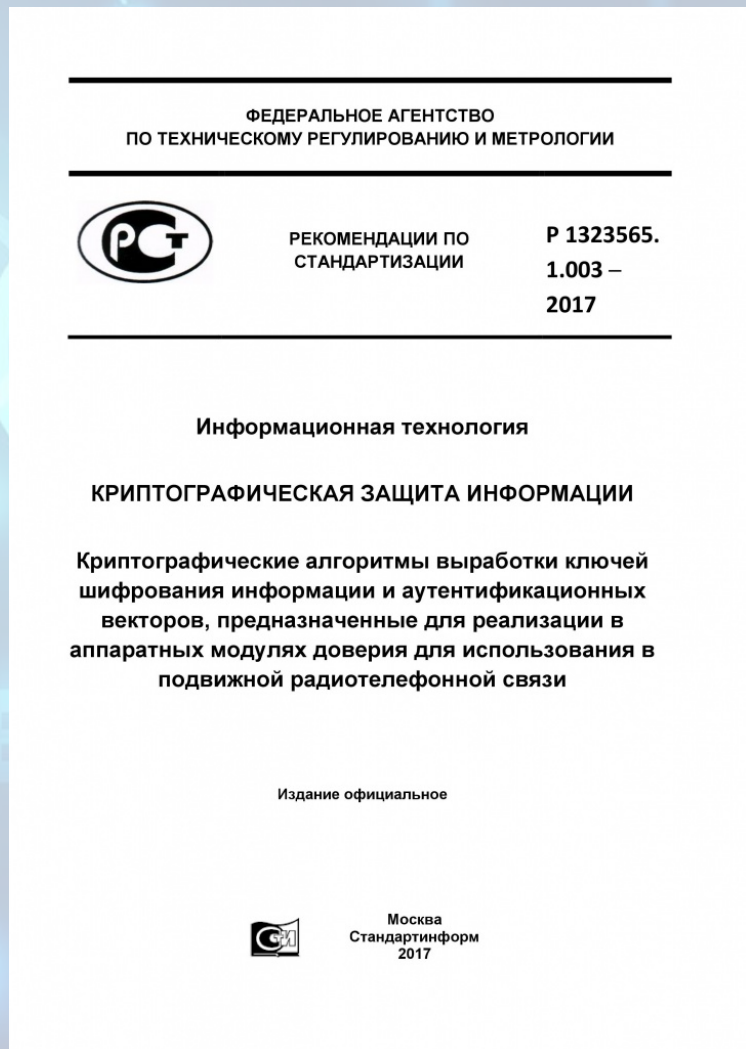 ФЕДЕРАЛЬНОЕ АГЕНТСТВО
ПО ТЕХНИЧЕСКОМУ РЕГУЛИРОВАНИЮ И МЕТРОЛОГИИ
РСТ
РЕКОМЕНДАЦИИ ПО
СТАНДАРТИЗАЦИИ
Р 1323565.
1.003 –
2017
Информационная технология
КРИПТОГРАФИЧЕСКАЯ ЗАЩИТА ИНФОРМАЦИИ
Криптографические алгоритмы выработки ключей
шифрования информации и аутентификационных
векторов, предназначенные для реализации в
аппаратных модулях доверия для использования в
подвижной радиотелефонной связи
Издание официальное
Москва
Стандартинформ
2017